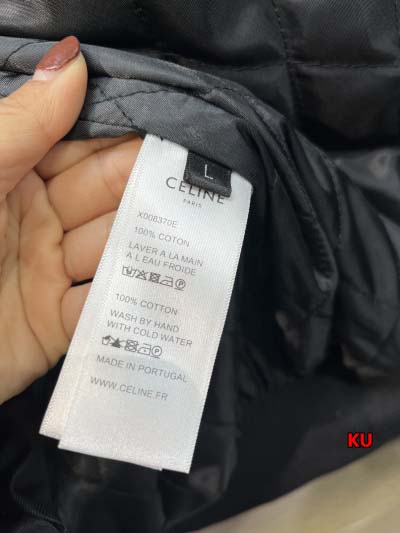 L
CELINE
PARIS
X008370E
100% COTON
LAVER A LA MAIN
A L EAU FROIDE
100% COTTON
WASH BY HAND
WITH COLD WATER
MADE IN PORTUGAL
WWW.CELINE.FR
KU